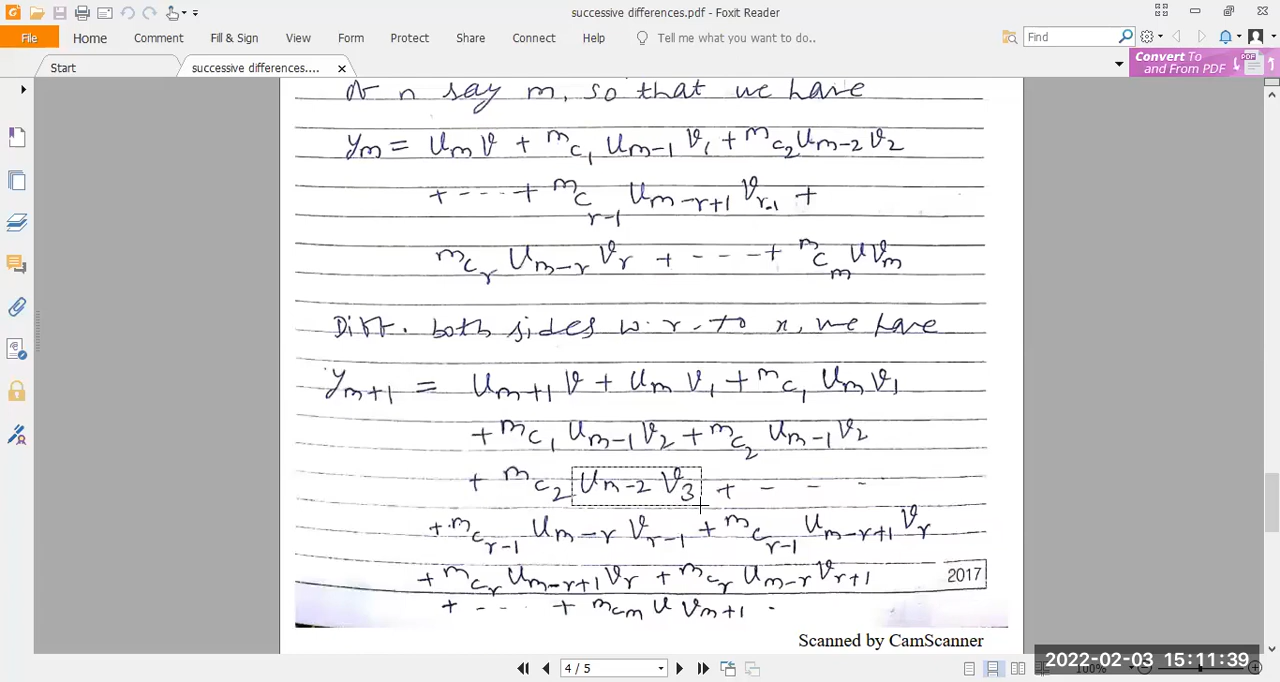 successive differences.pdf - Foxit Reader
File Home Comment Fill & Sign View Form Protect Share Connect Help Tell me what you want to do.. Find
Start successive differences.... Convert To and From PDF
n say m, so that we have
yₘ = uₘ v + ᵐc₁ uₘ₋₁ v₁ + ᵐc₂ uₘ₋₂ v₂
+ - - - - + ᵐcᵣ₋₁ uₘ₋ᵣ₊₁ vᵣ₋₁ +
ᵐcᵣ uₘ₋ᵣ vᵣ + - - - + ᵐcₘ u vₘ
Diff. both sides w.r. to x, we have
yₘ₊₁ = uₘ₊₁ v + uₘ v₁ + ᵐc₁ uₘ v₁
+ ᵐc₁ uₘ₋₁ v₂ + ᵐc₂ uₘ₋₁ v₂
+ ᵐc₂ uₘ₋₂ v₃ + - - -
+ ᵐcᵣ₋₁ uₘ₋ᵣ vᵣ₋₁ + ᵐcᵣ₋₁ uₘ₋ᵣ₊₁ vᵣ
+ ᵐcᵣ uₘ₋ᵣ₊₁ vᵣ + ᵐcᵣ uₘ₋ᵣ vᵣ₊₁ 2017
+ - - - - + ᵐcₘ u vₘ₊₁ -
Scanned by CamScanner
4 / 5 100%
2022-02-03 15:11:39